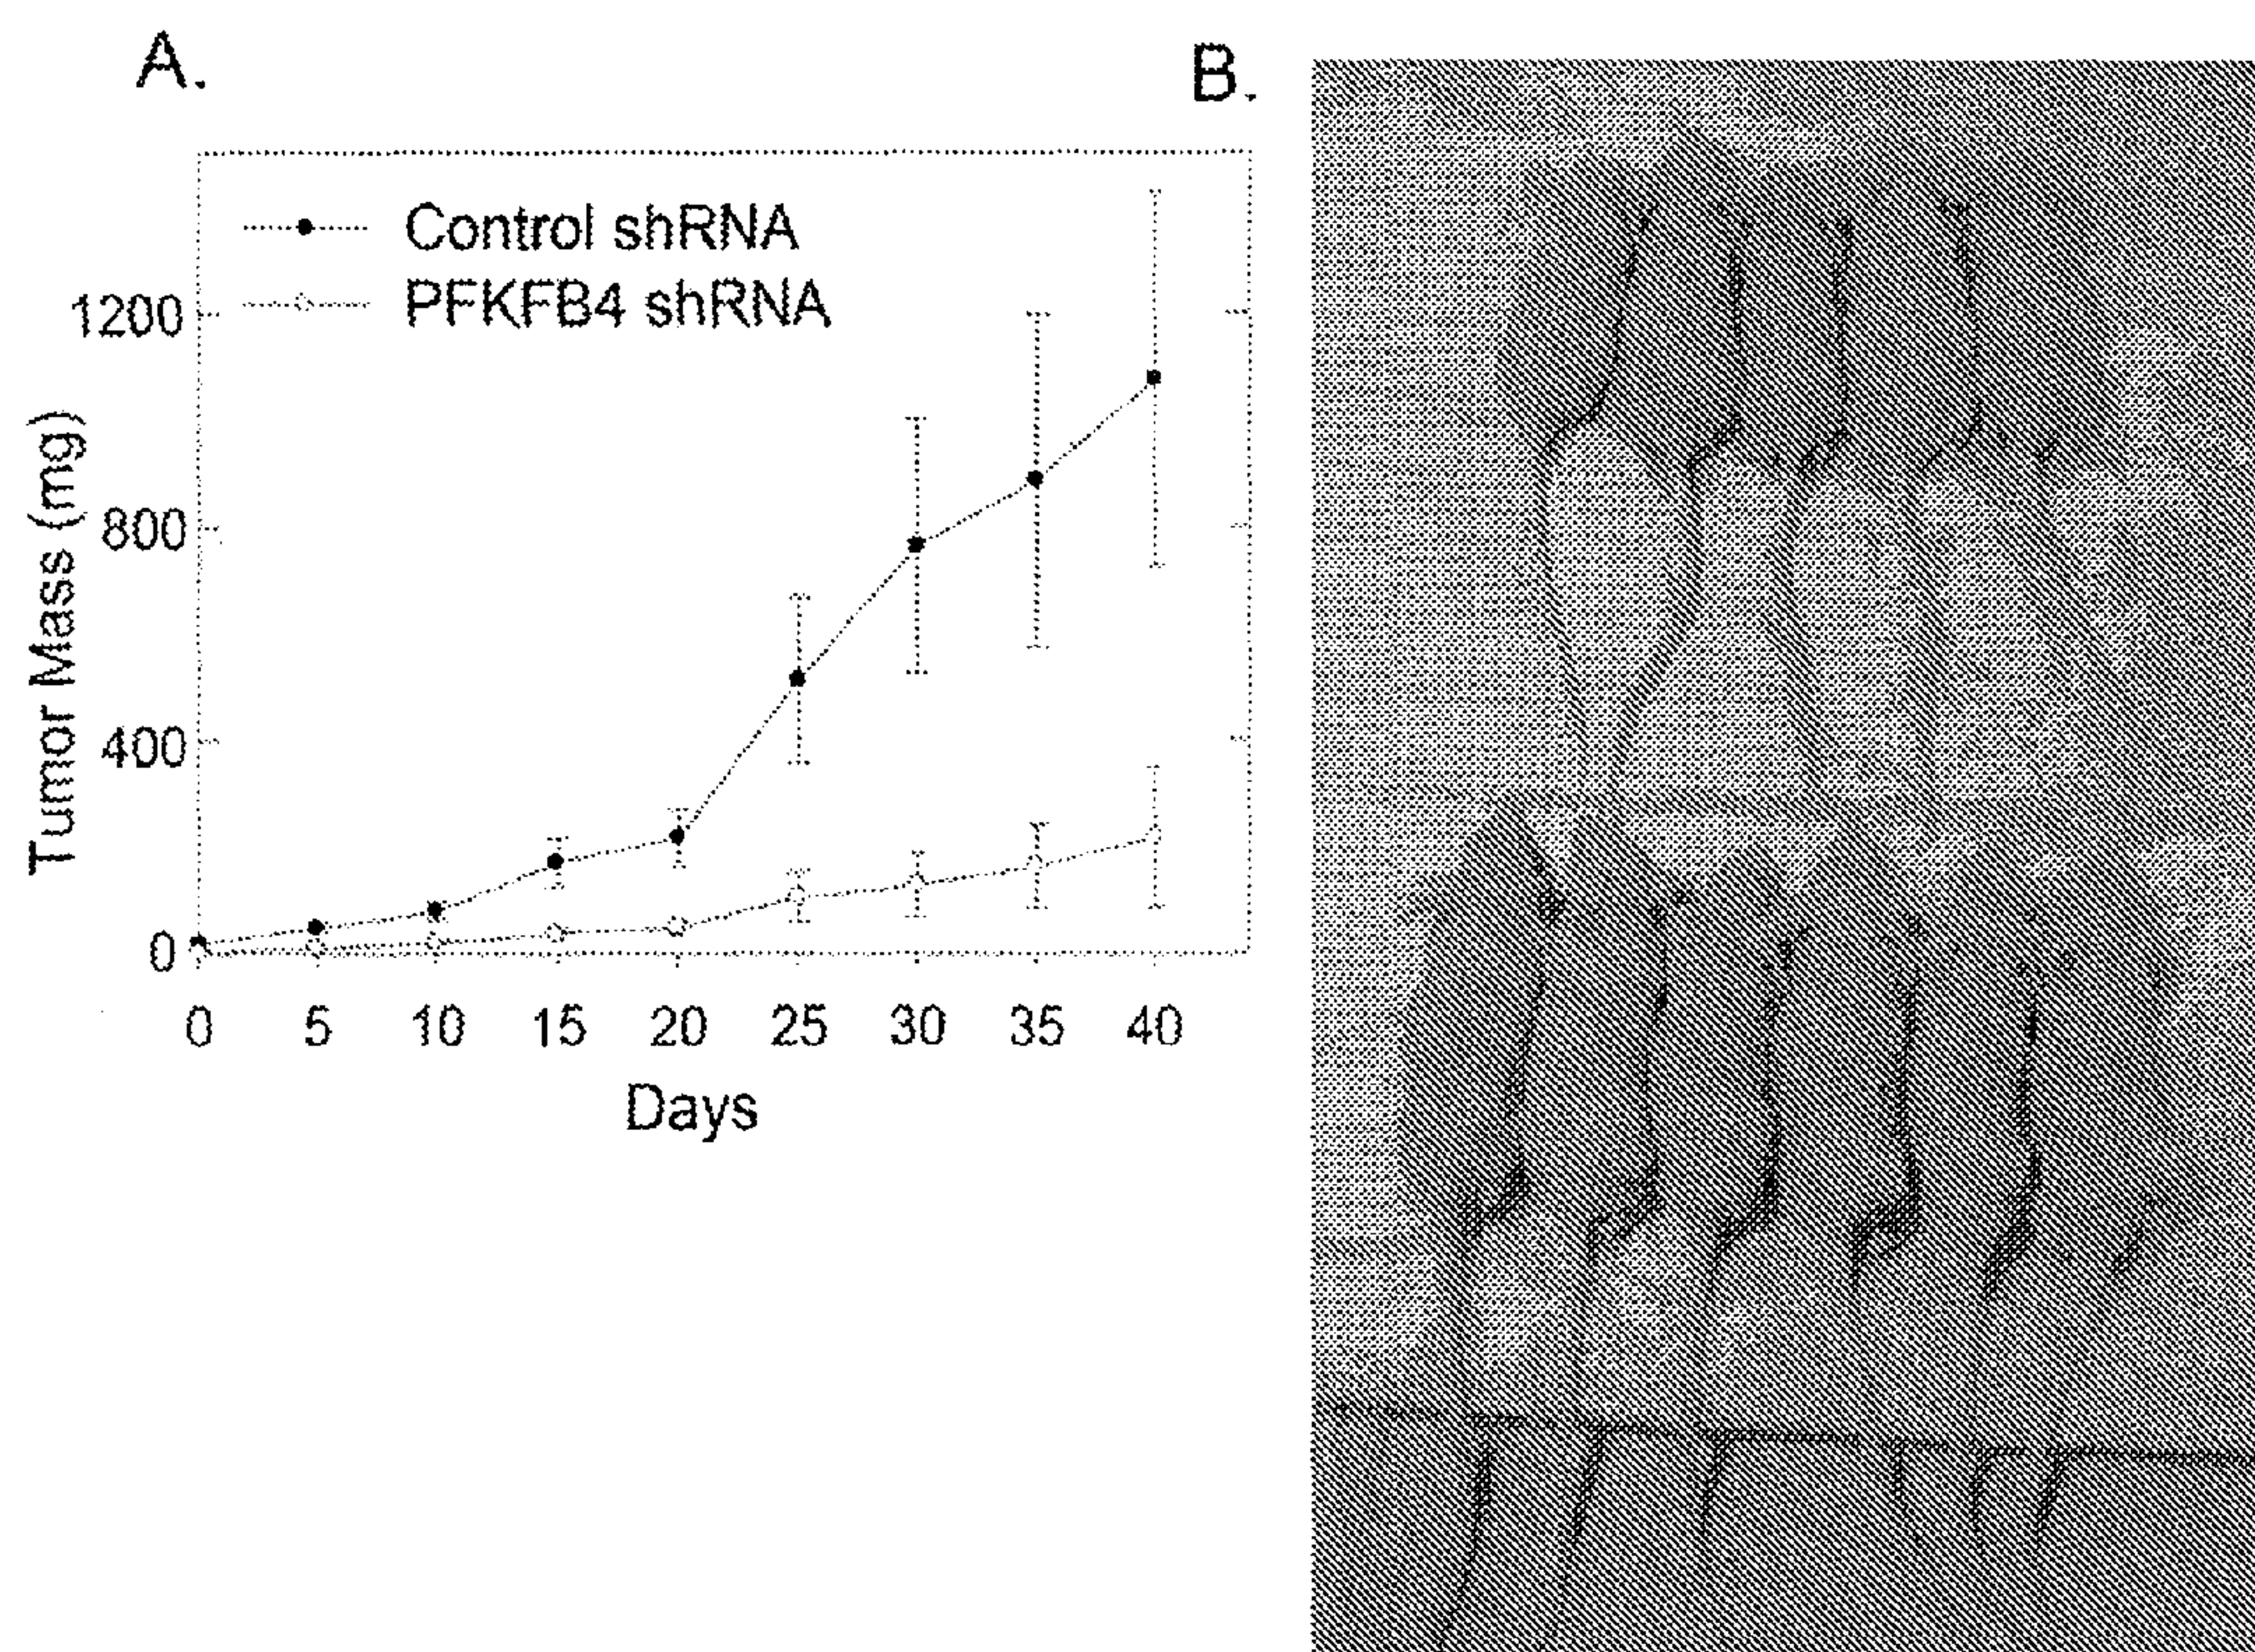 A.
B.
Control shRNA
PFKFB4 shRNA
1200
800
400
0
Tumor Mass (mg)
0 5 10 15 20 25 30 35 40
Days